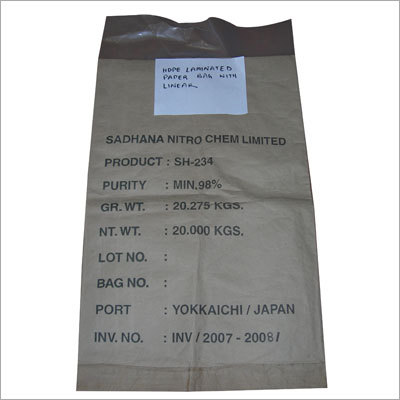 HDPE LAMINATED
PAPER BAG WITH
LINEAR
SADHANA NITRO CHEM LIMITED
PRODUCT : SH-234
PURITY : MIN.98%
GR. WT. : 20.275 KGS.
NT. WT. : 20.000 KGS.
LOT NO. :
BAG NO. :
PORT : YOKKAICHI / JAPAN
INV. NO. : INV / 2007 - 2008 /